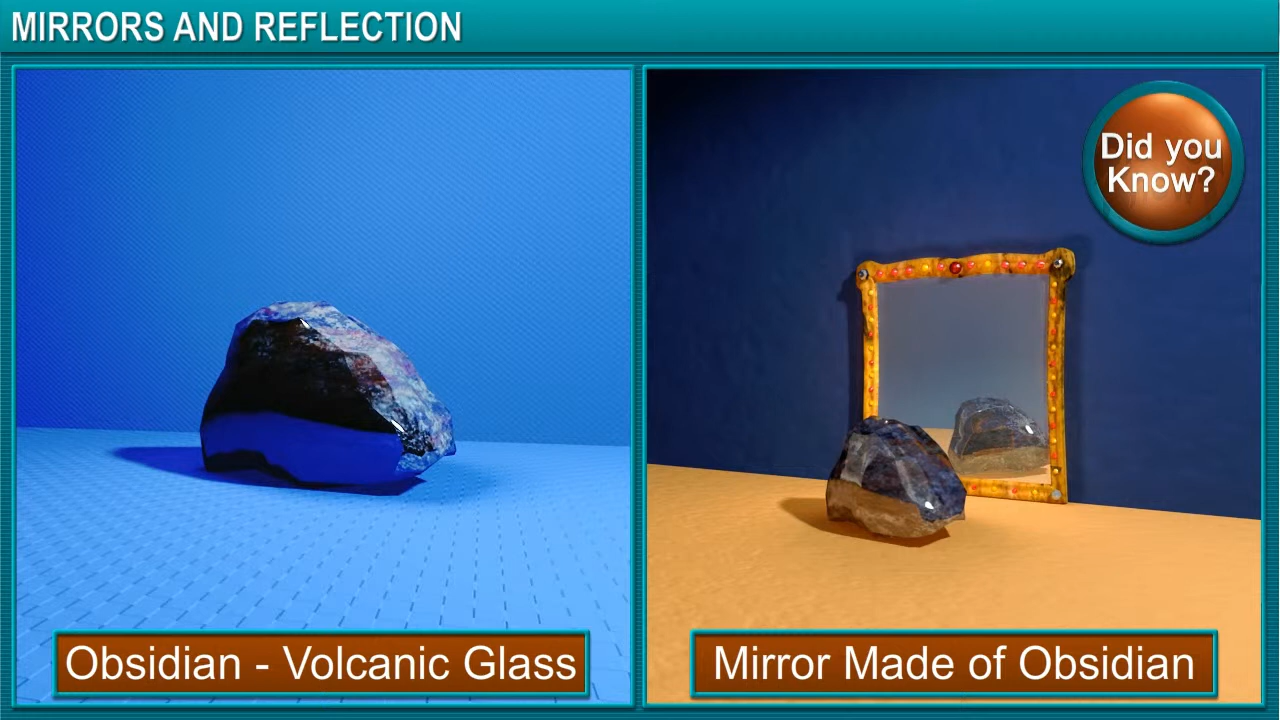 MIRRORS AND REFLECTION
Did you
Know?
Obsidian - Volcanic Glass
Mirror Made of Obsidian